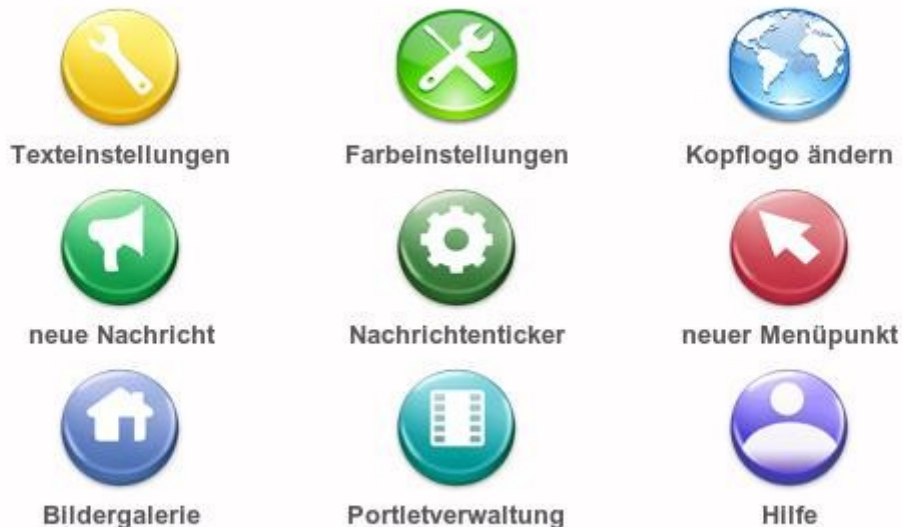 Texteinstellungen
Farbeinstellungen
Kopflogo ändern
neue Nachricht
Nachrichtenticker
neuer Menüpunkt
Bildergalerie
Portletverwaltung
Hilfe